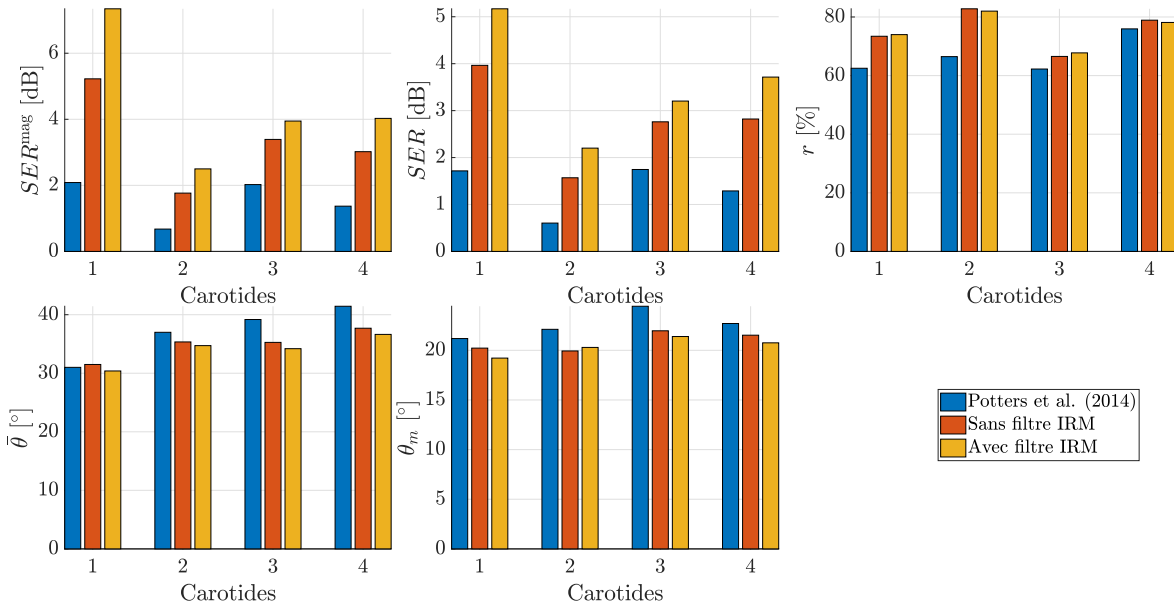 SER^mag [dB]
6
4
2
0
1 2 3 4
Carotides
SER [dB]
5
4
3
2
1
0
1 2 3 4
Carotides
r [%]
80
60
40
20
0
1 2 3 4
Carotides
θ̄ [°]
40
30
20
10
0
1 2 3 4
Carotides
θₘ [°]
20
15
10
5
0
1 2 3 4
Carotides
Potters et al. (2014)
Sans filtre IRM
Avec filtre IRM